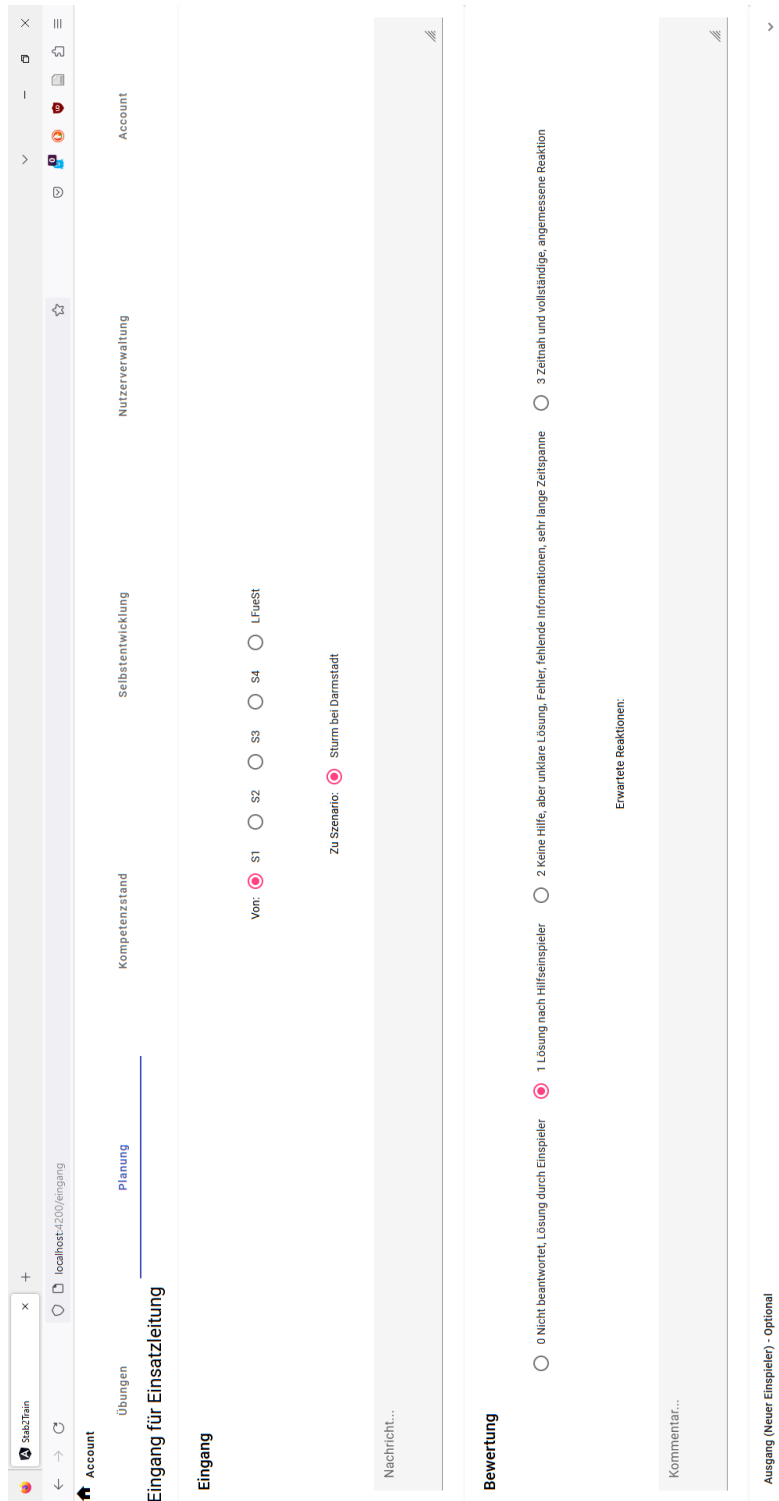 Stab2Train
localhost:4200/eingang
0
Account
Übungen
Planung
Kompetenzstand
Selbstentwicklung
Nutzerverwaltung
Account
Eingang für Einsatzleitung
Eingang
Von: S1 S2 S3 S4 LFueSt
Zu Szenario: Sturm bei Darmstadt
Nachricht...
Bewertung
0 Nicht beantwortet, Lösung durch Einspieler 1 Lösung nach Hilfseinspieler 2 Keine Hilfe, aber unklare Lösung, Fehler, fehlende Informationen, sehr lange Zeitspanne 3 Zeitnah und vollständige, angemessene Reaktion
Erwartete Reaktionen:
Kommentar...
Ausgang (Neuer Einspieler) - Optional